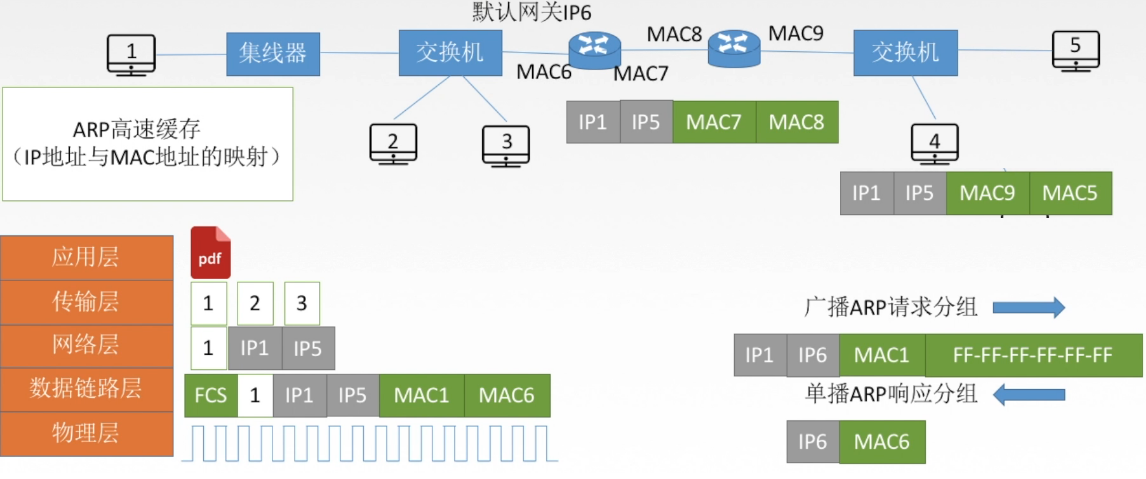 默认网关IP6
1
集线器
交换机
MAC6
MAC7
MAC8
MAC9
交换机
5
2
3
4
ARP高速缓存
（IP地址与MAC地址的映射）
IP1 IP5 MAC7 MAC8
IP1 IP5 MAC9 MAC5
应用层
pdf
传输层
1 2 3
网络层
1 IP1 IP5
数据链路层
FCS 1 IP1 IP5 MAC1 MAC6
物理层
广播ARP请求分组
IP1 IP6 MAC1 FF-FF-FF-FF-FF-FF
单播ARP响应分组
IP6 MAC6